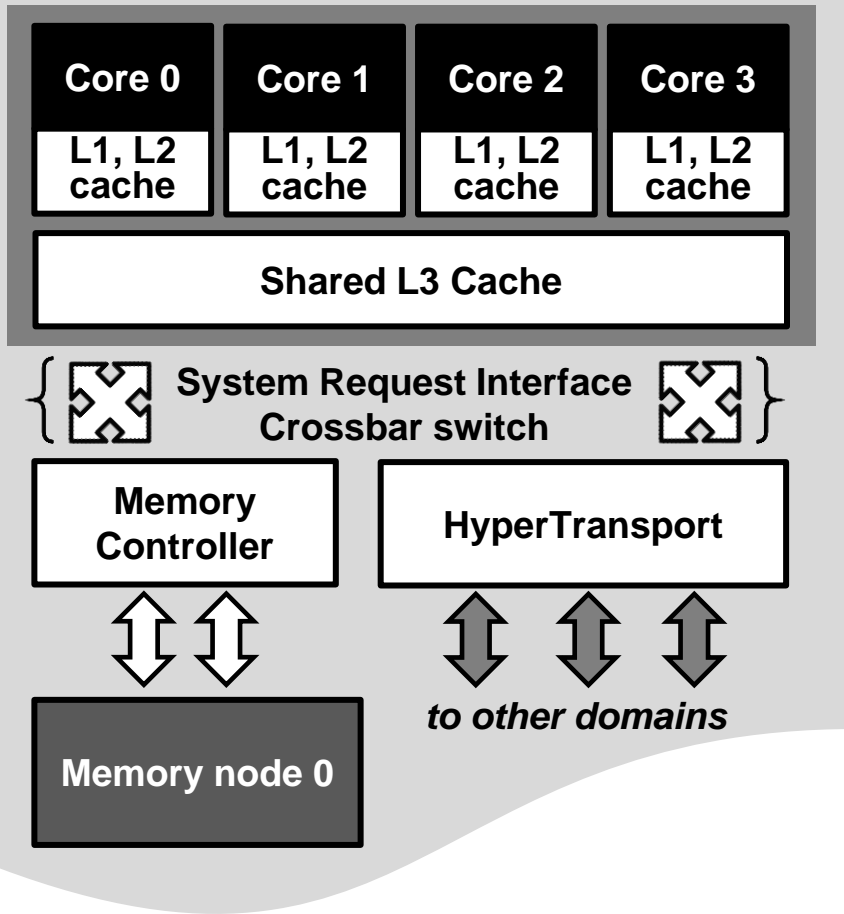 Core 0
Core 1
Core 2
Core 3
L1, L2
cache
L1, L2
cache
L1, L2
cache
L1, L2
cache
Shared L3 Cache
System Request Interface
Crossbar switch
Memory
Controller
HyperTransport
to other domains
Memory node 0